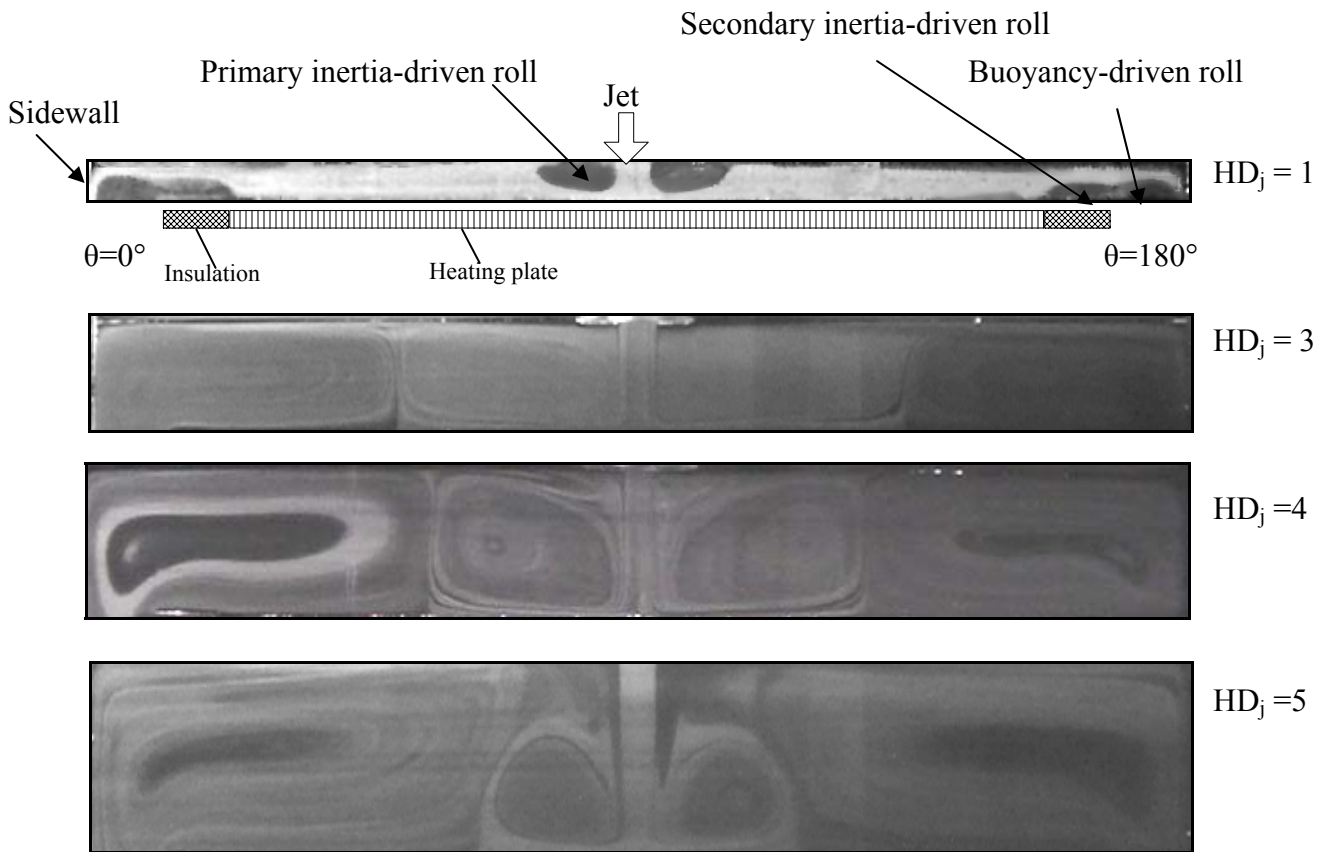 Secondary inertia-driven roll
Primary inertia-driven roll
Buoyancy-driven roll
Jet
Sidewall
HDj = 1
θ=0°
Insulation
Heating plate
θ=180°
HDj = 3
HDj =4
HDj =5